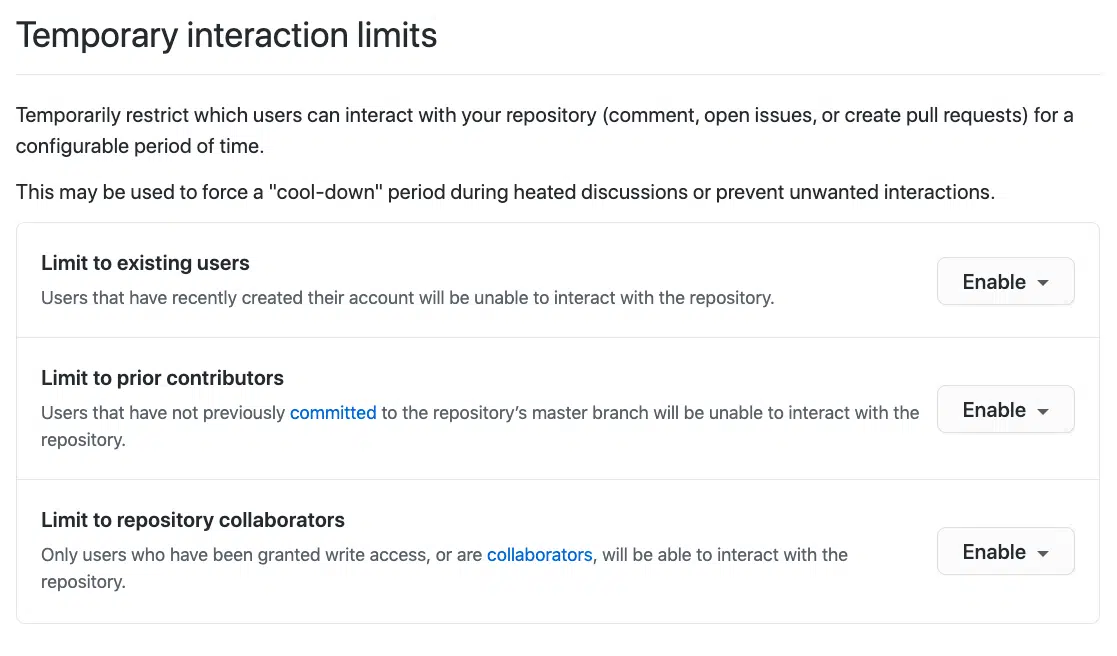 Temporary interaction limits
Temporarily restrict which users can interact with your repository (comment, open issues, or create pull requests) for a
configurable period of time.
This may be used to force a "cool-down" period during heated discussions or prevent unwanted interactions.
Limit to existing users
Users that have recently created their account will be unable to interact with the repository.
Enable
Limit to prior contributors
Users that have not previously committed to the repository’s master branch will be unable to interact with the
repository.
Enable
Limit to repository collaborators
Only users who have been granted write access, or are collaborators, will be able to interact with the
repository.
Enable